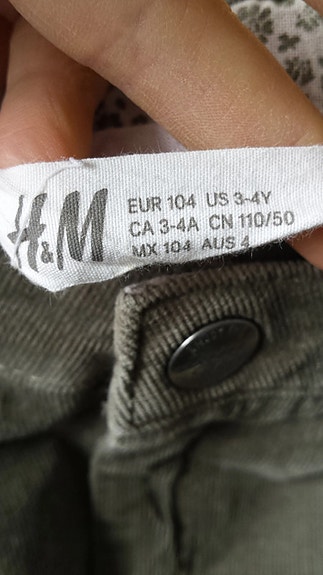 H&M
EUR 104 US 3-4Y
CA 3-4A CN 110/50
MX 104 AUS 4